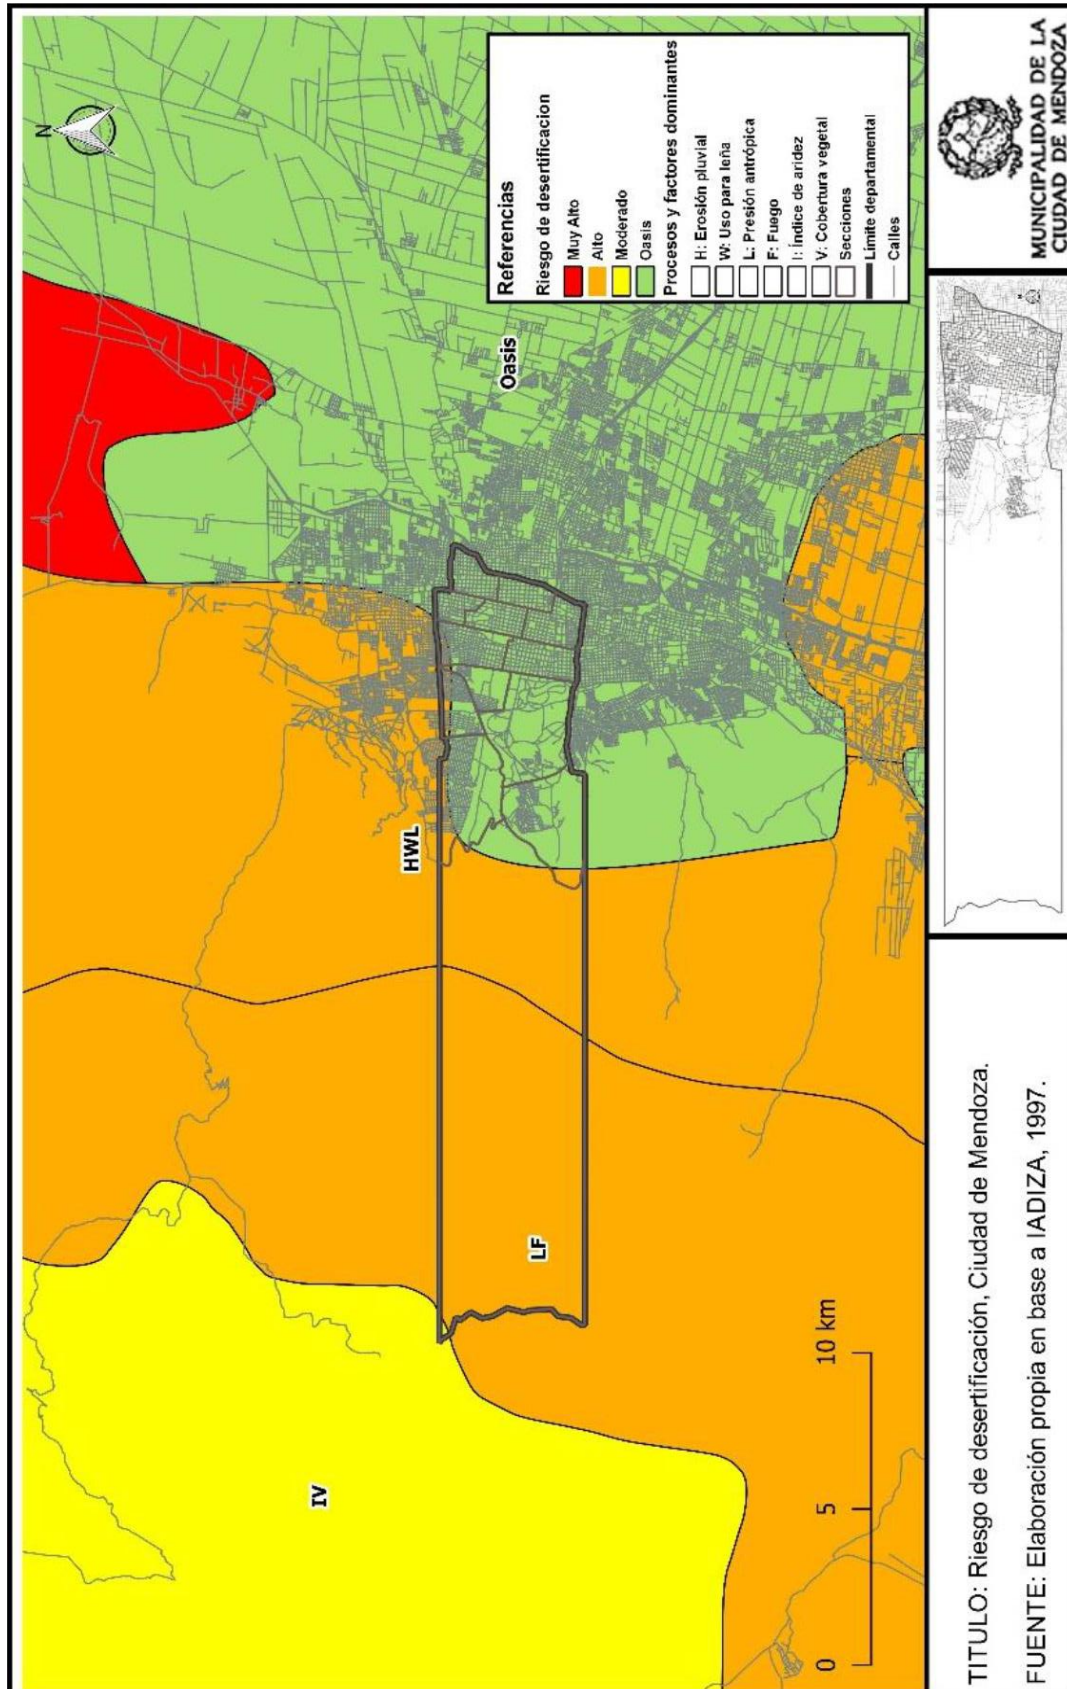 N
Referencias
Riesgo de desertificacion
Muy Alto
Alto
Moderado
Oasis
Procesos y factores dominantes
H: Erosión pluvial
W: Uso para leña
L: Presión antrópica
F: Fuego
I: Índice de aridez
V: Cobertura vegetal
Secciones
Límite departamental
Calles
Oasis
HWL
LF
IV
0 5 10 km
TITULO: Riesgo de desertificación, Ciudad de Mendoza.
FUENTE: Elaboración propia en base a IADIZA, 1997.
MUNICIPALIDAD DE LA
CIUDAD DE MENDOZA